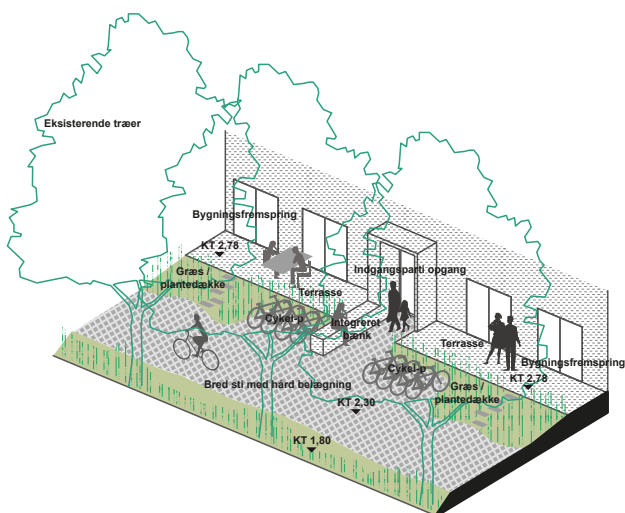 Eksisterende træer
Bygningsfremspring
KT 2,78
Græs /
plantedække
Terrasse
Indgangsparti opgang
Cykel-p
Integreret
bænk
Terrasse
Bygningsfremspring
KT 2,78
Cykel-p
Græs /
plantedække
Bred sti med hård belægning
KT 2,30
KT 1,80